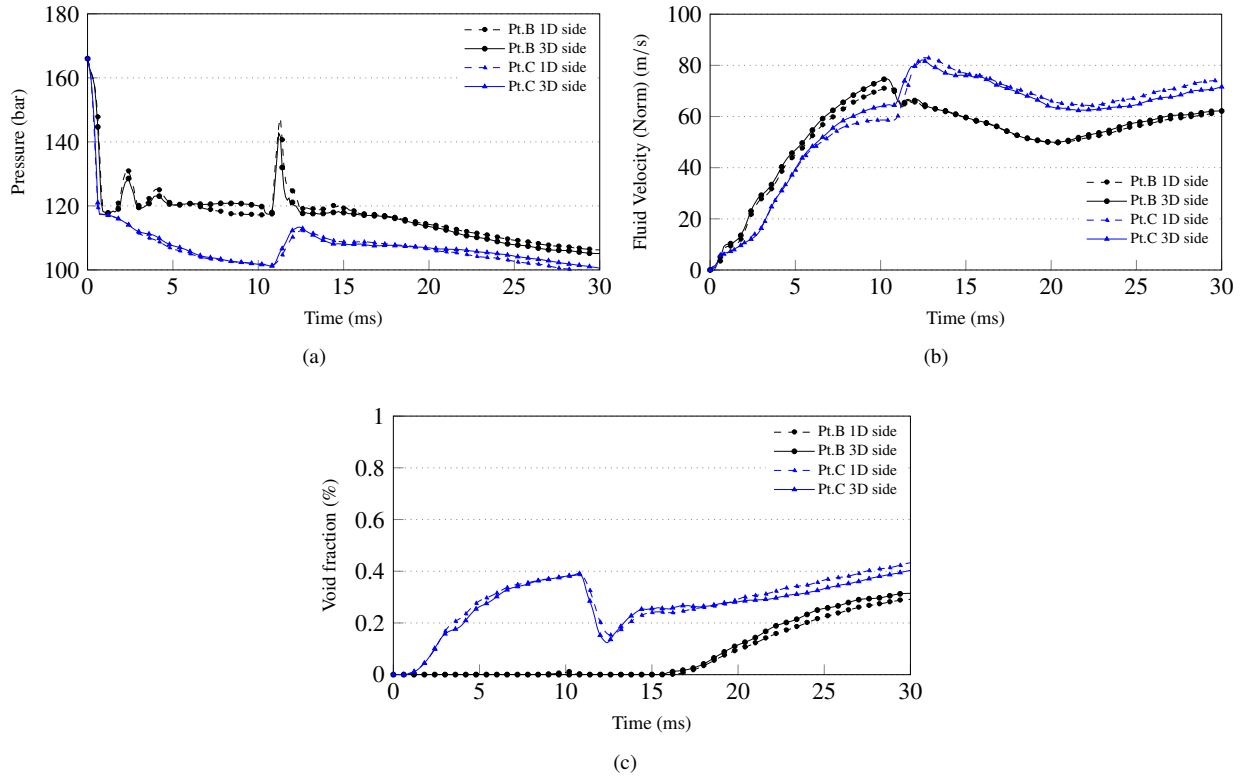 180
160
140
120
100
Pressure (bar)
0
5
10
15
20
25
30
Time (ms)
Pt.B 1D side
Pt.B 3D side
Pt.C 1D side
Pt.C 3D side
(a)
100
80
60
40
20
0
Fluid Velocity (Norm) (m/s)
0
5
10
15
20
25
30
Time (ms)
Pt.B 1D side
Pt.B 3D side
Pt.C 1D side
Pt.C 3D side
(b)
1
0.8
0.6
0.4
0.2
0
Void fraction (%)
0
5
10
15
20
25
30
Time (ms)
Pt.B 1D side
Pt.B 3D side
Pt.C 1D side
Pt.C 3D side
(c)